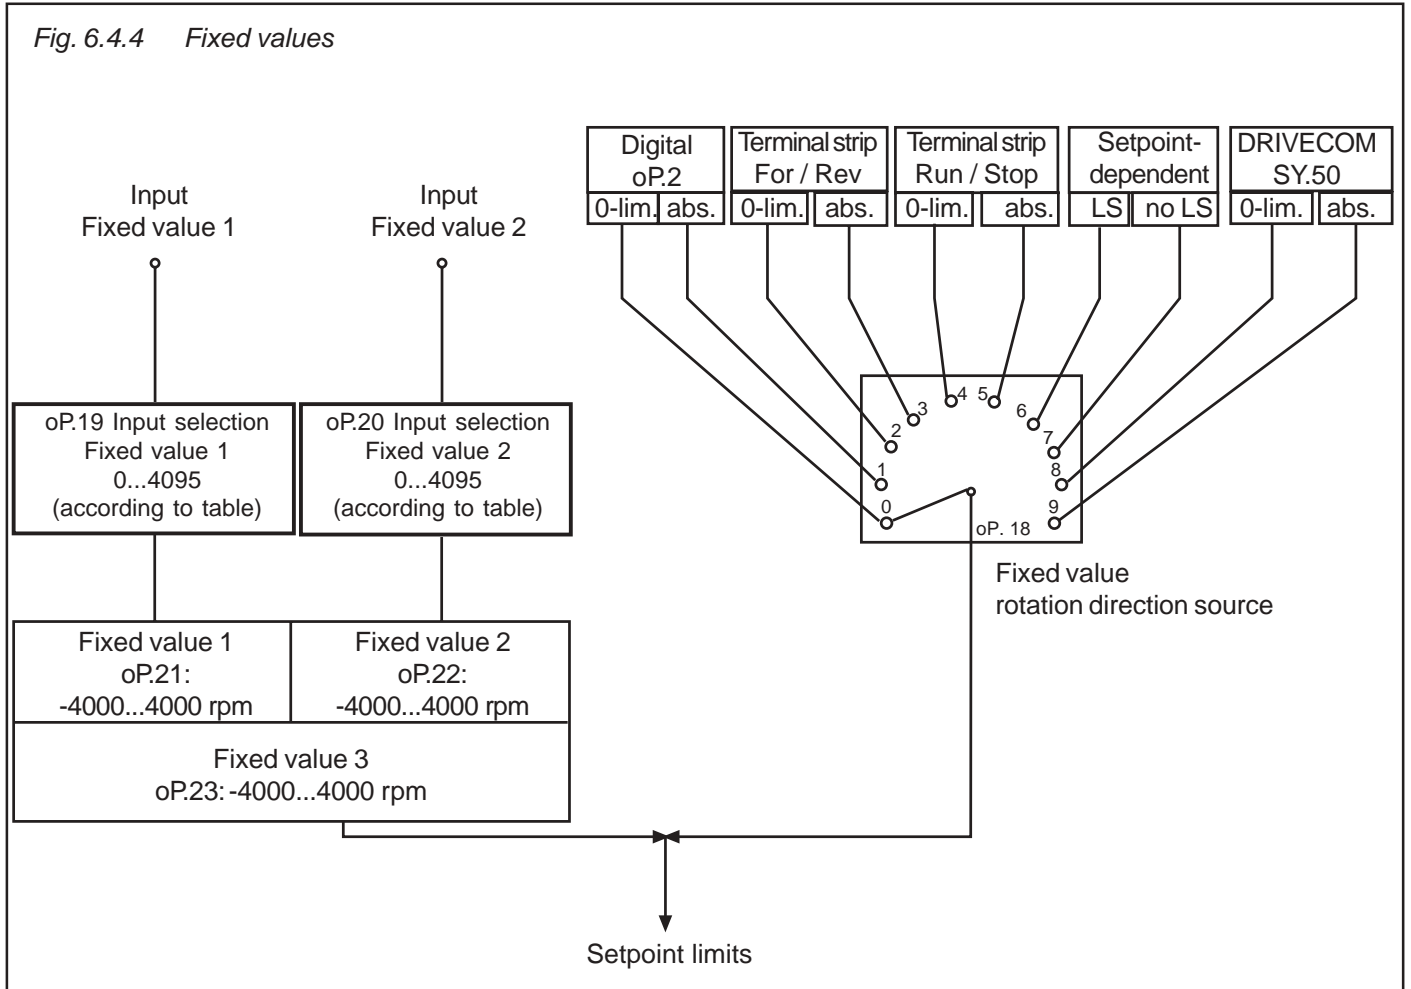 Fig. 6.4.4 Fixed values
Input
Fixed value 1
Input
Fixed value 2
Digital
oP.2
0-lim. abs.
Terminal strip
For / Rev
0-lim. abs.
Terminal strip
Run / Stop
0-lim. abs.
Setpoint-
dependent
LS no LS
DRIVECOM
SY.50
0-lim. abs.
oP.19 Input selection
Fixed value 1
0...4095
(according to table)
oP.20 Input selection
Fixed value 2
0...4095
(according to table)
0
1
2
3
4
5
6
7
8
9
oP. 18
Fixed value
rotation direction source
Fixed value 1
oP.21:
-4000...4000 rpm
Fixed value 2
oP.22:
-4000...4000 rpm
Fixed value 3
oP.23: -4000...4000 rpm
Setpoint limits